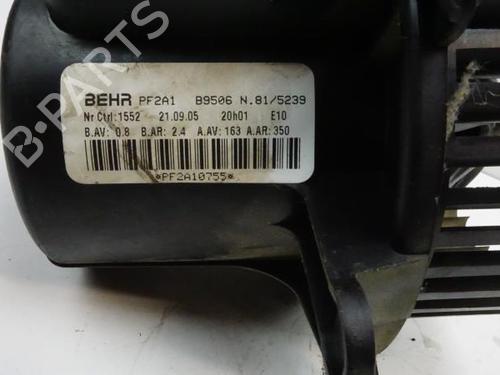 BEHR PF2A1 B9506 N.81/5239
Nr Ctrl:1552 21.09.05 20h01 E10
B.AV: 0.8 B.AR: 2.4 A.AV: 163 A.AR: 350
*PF2A10755*